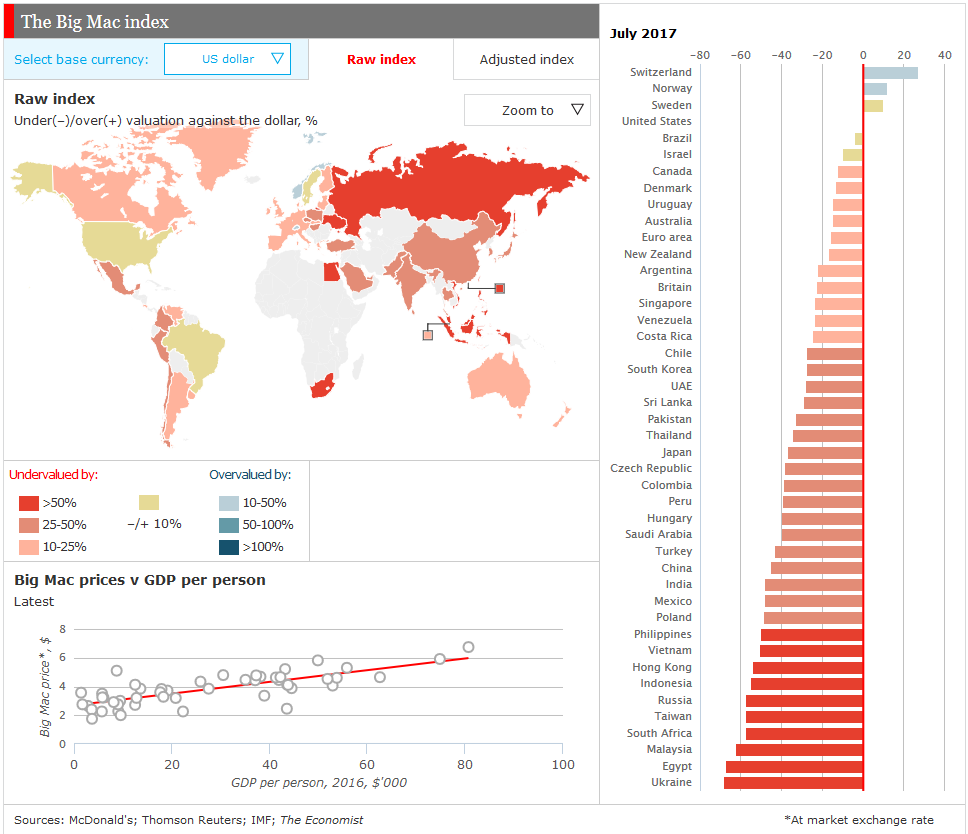 The Big Mac index
Select base currency:
US dollar
Raw index
Adjusted index
Raw index
Under(−)/over(+) valuation against the dollar, %
Zoom to
Undervalued by:
>50%
25-50%
10-25%
−/+ 10%
Overvalued by:
10-50%
50-100%
>100%
Big Mac prices v GDP per person
Latest
Big Mac price*, $
8
6
4
2
0
0 20 40 60 80 100
GDP per person, 2016, $'000
July 2017
−80 −60 −40 −20 0 20 40
Switzerland
Norway
Sweden
United States
Brazil
Israel
Canada
Denmark
Uruguay
Australia
Euro area
New Zealand
Argentina
Britain
Singapore
Venezuela
Costa Rica
Chile
South Korea
UAE
Sri Lanka
Pakistan
Thailand
Japan
Czech Republic
Colombia
Peru
Hungary
Saudi Arabia
Turkey
China
India
Mexico
Poland
Philippines
Vietnam
Hong Kong
Indonesia
Russia
Taiwan
South Africa
Malaysia
Egypt
Ukraine
Sources: McDonald's; Thomson Reuters; IMF; The Economist
*At market exchange rate